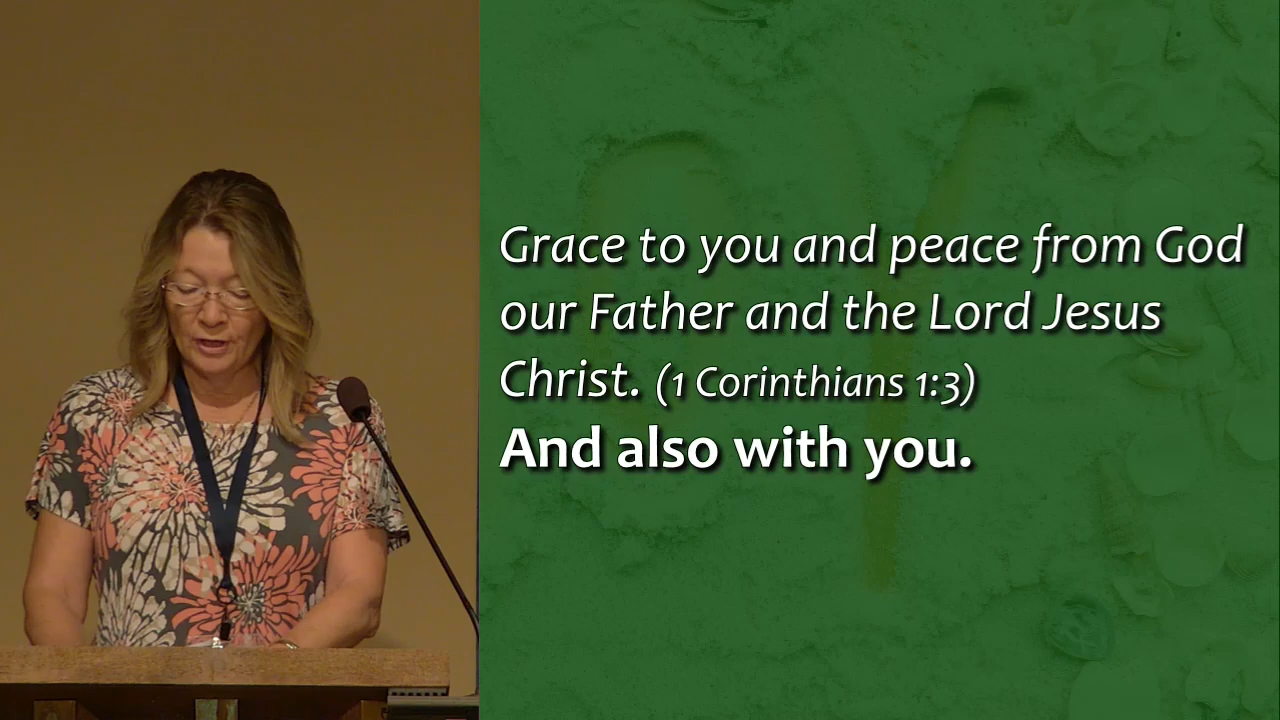 Grace to you and peace from God
our Father and the Lord Jesus
Christ. (1 Corinthians 1:3)
And also with you.